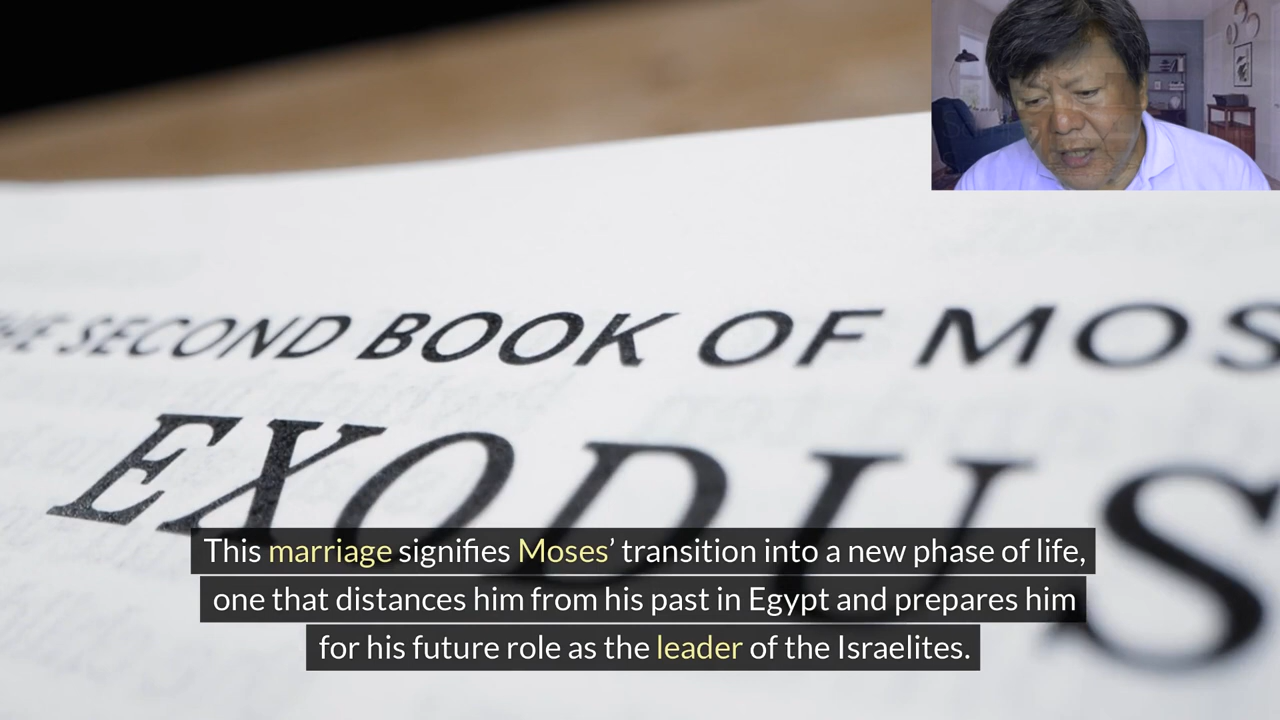 SECOND BOOK OF
EXODUS
This marriage signifies Moses’ transition into a new phase of life,
one that distances him from his past in Egypt and prepares him
for his future role as the leader of the Israelites.